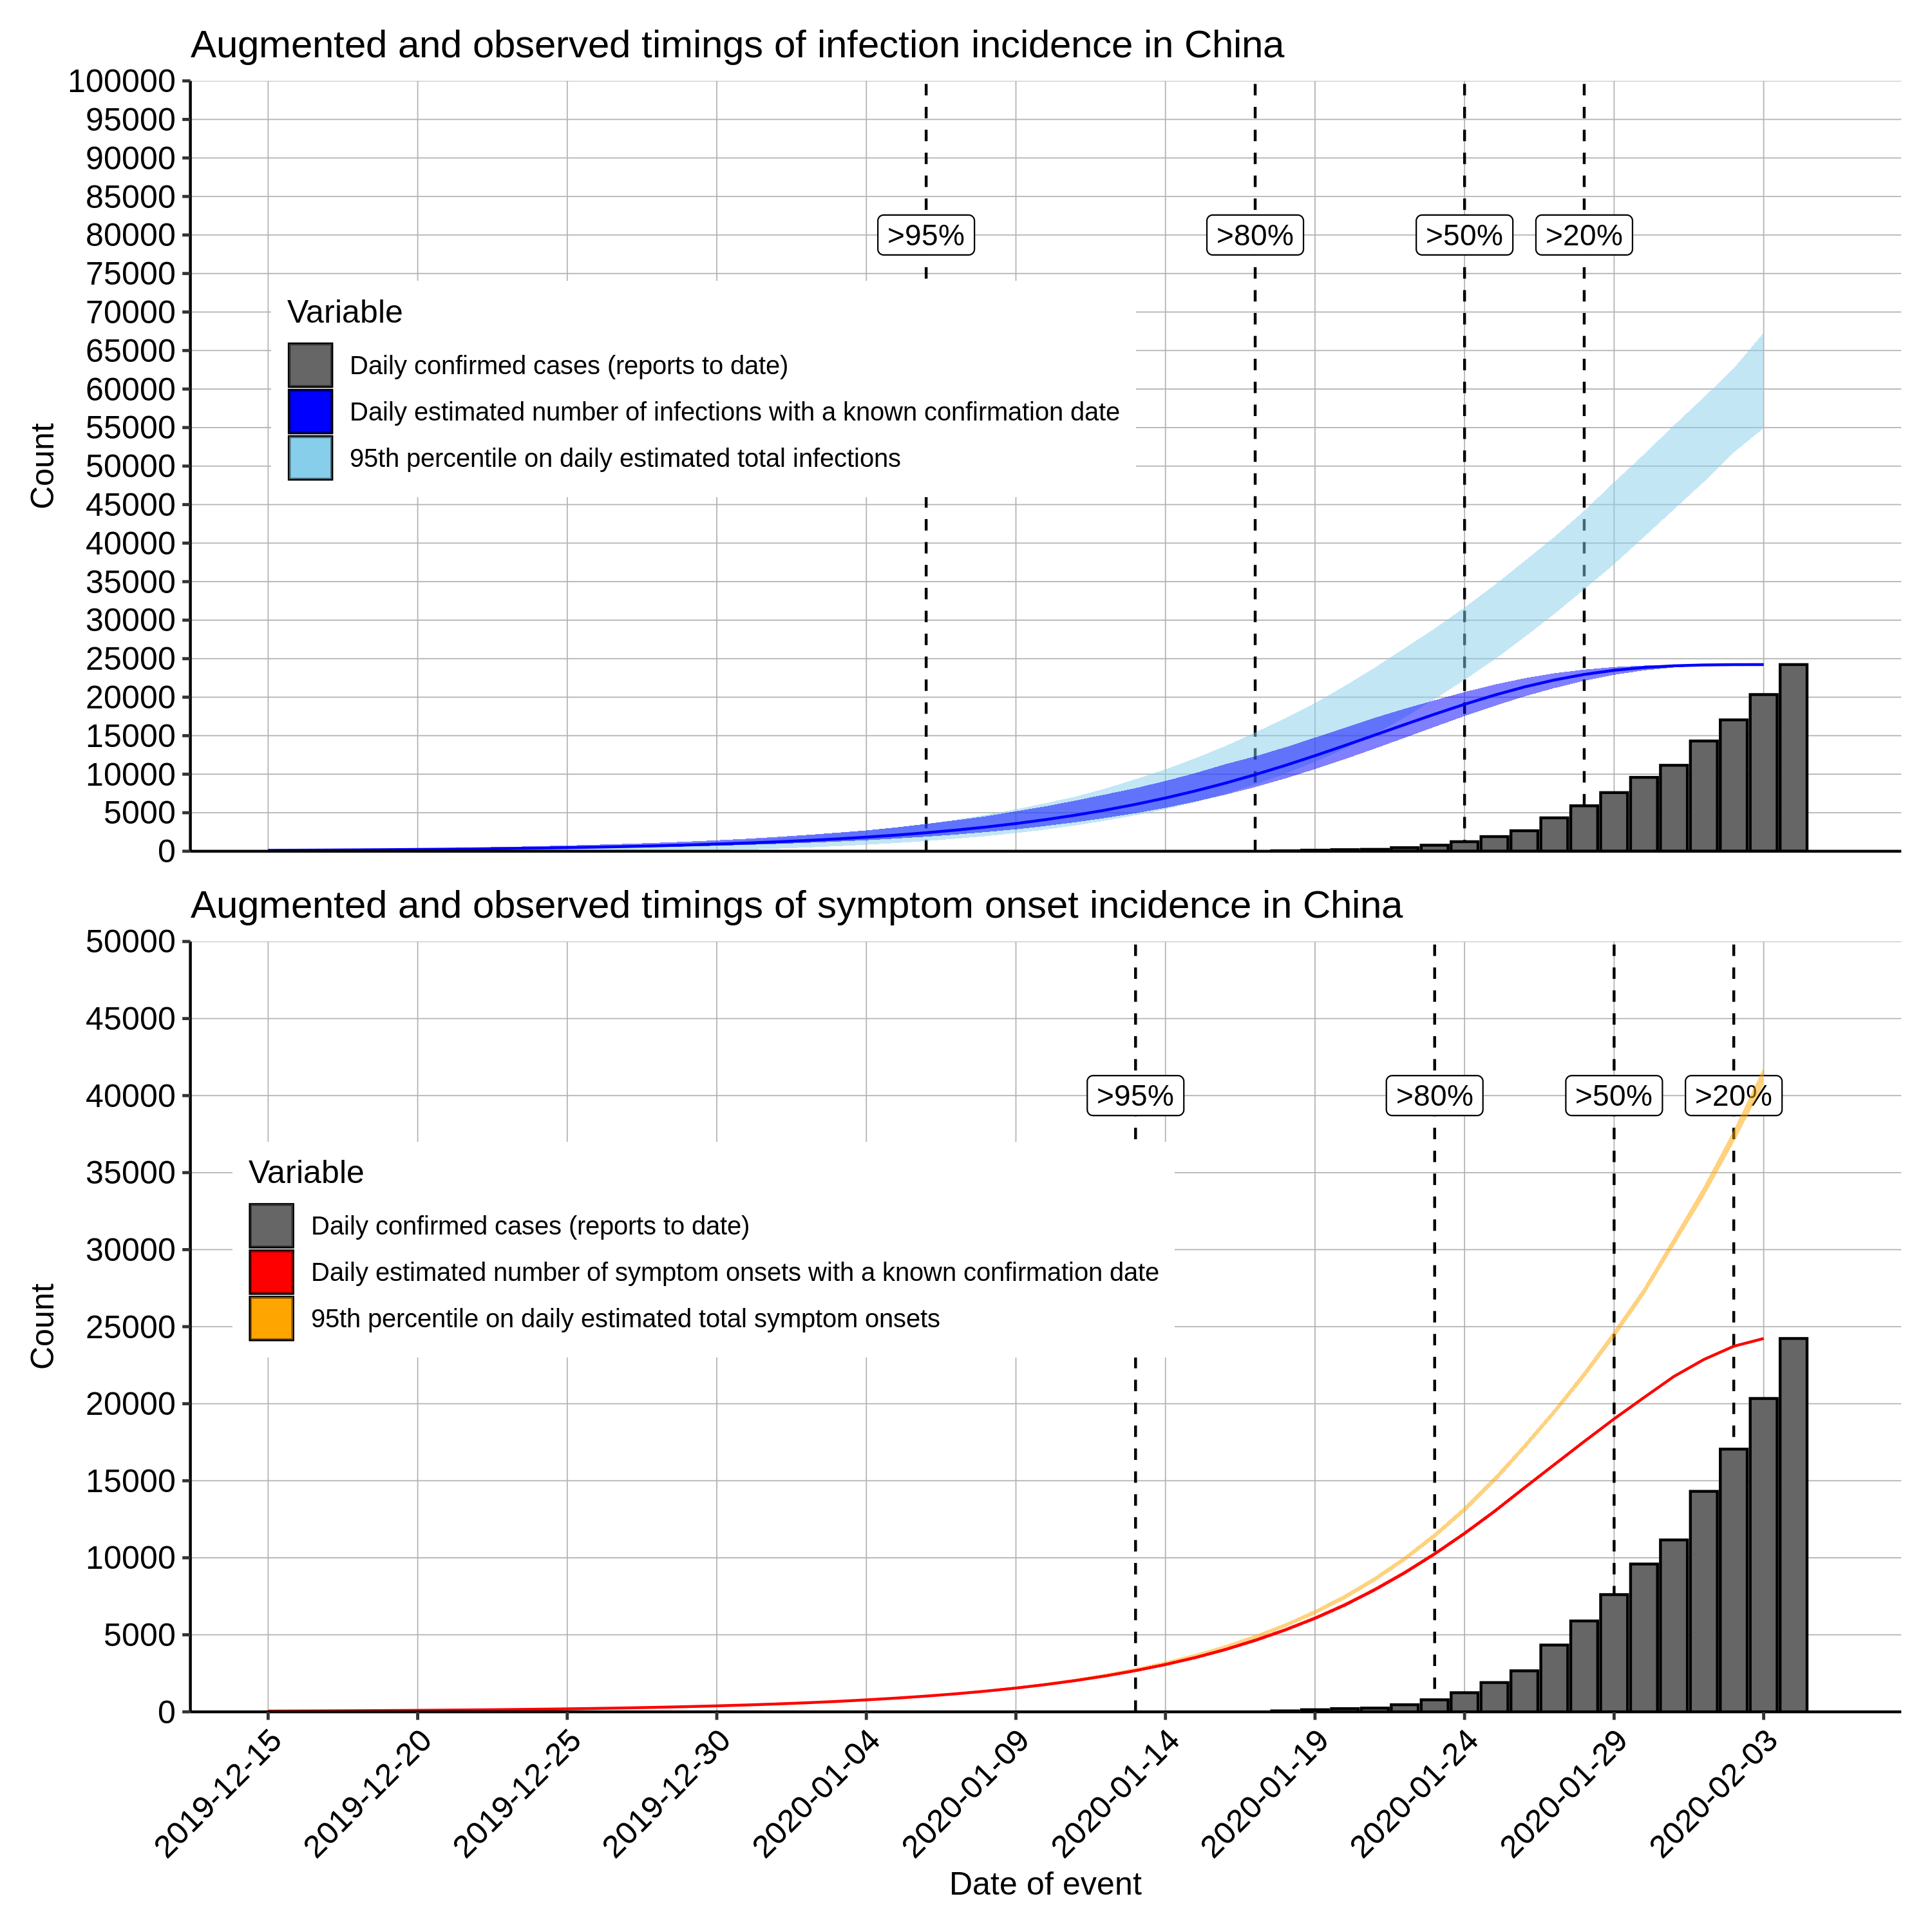 Augmented and observed timings of infection incidence in China
100000
95000
90000
85000
80000
75000
70000
65000
60000
55000
50000
45000
40000
35000
30000
25000
20000
15000
10000
5000
0
Count
>95% >80% >50% >20%
Variable
Daily confirmed cases (reports to date)
Daily estimated number of infections with a known confirmation date
95th percentile on daily estimated total infections
Augmented and observed timings of symptom onset incidence in China
50000
45000
40000
35000
30000
25000
20000
15000
10000
5000
0
Count
>95% >80% >50% >20%
Variable
Daily confirmed cases (reports to date)
Daily estimated number of symptom onsets with a known confirmation date
95th percentile on daily estimated total symptom onsets
2019-12-15 2019-12-20 2019-12-25 2019-12-30 2020-01-04 2020-01-09 2020-01-14 2020-01-19 2020-01-24 2020-01-29 2020-02-03
Date of event